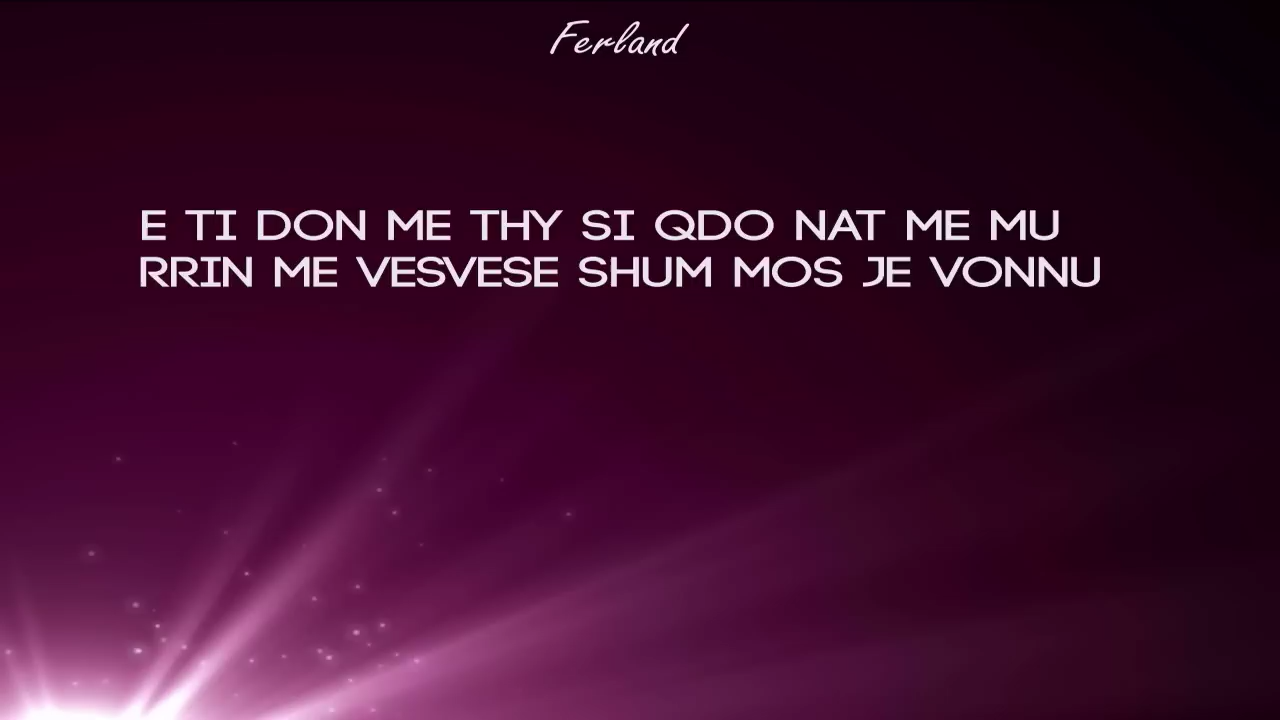 Ferland
E TI DON ME THY SI QDO NAT ME MU
RRIN ME VESVESE SHUM MOS JE VONNU